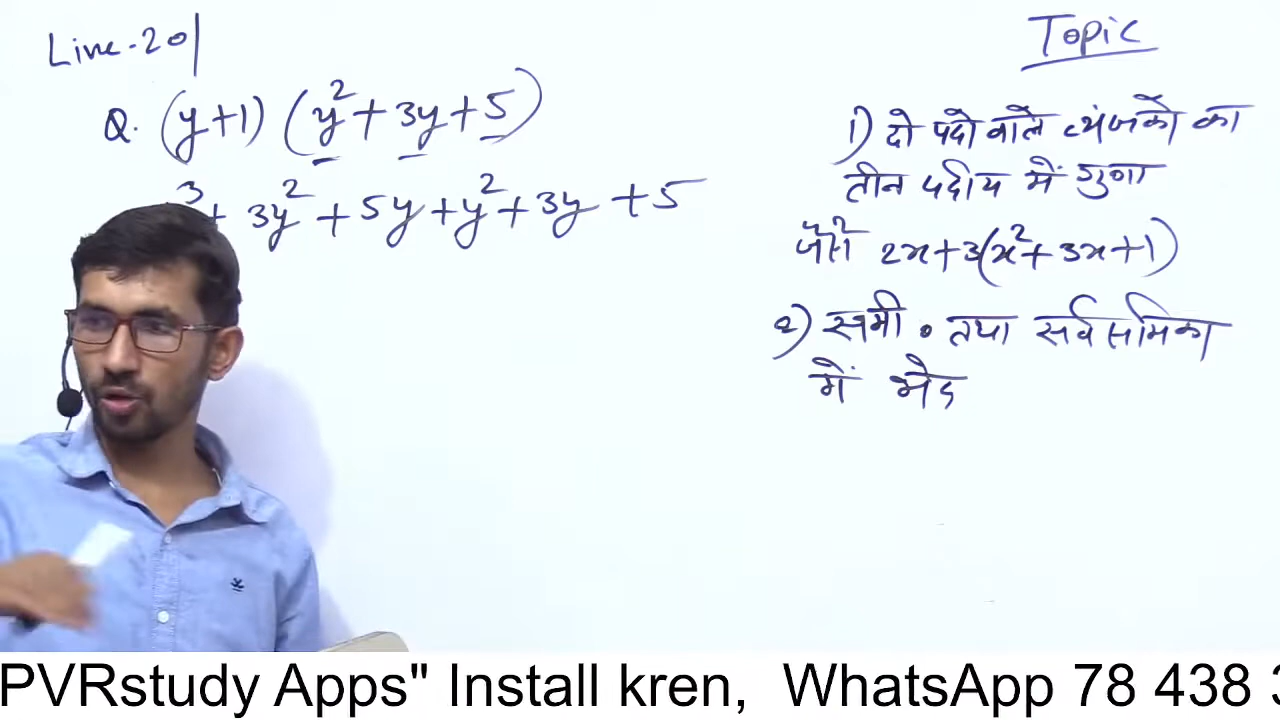 Line-20
Q. (y+1) (y²+3y+5)
³+ 3y² + 5y + y² + 3y + 5
Topic
1) दो पदो वाले व्यंजको का
तीन पदीय में गुणा
जैसे 2x+3(x²+3x+1)
2) समी० तथा सर्वसमिका
में भेद
PVRstudy Apps" Install kren, WhatsApp 78 438